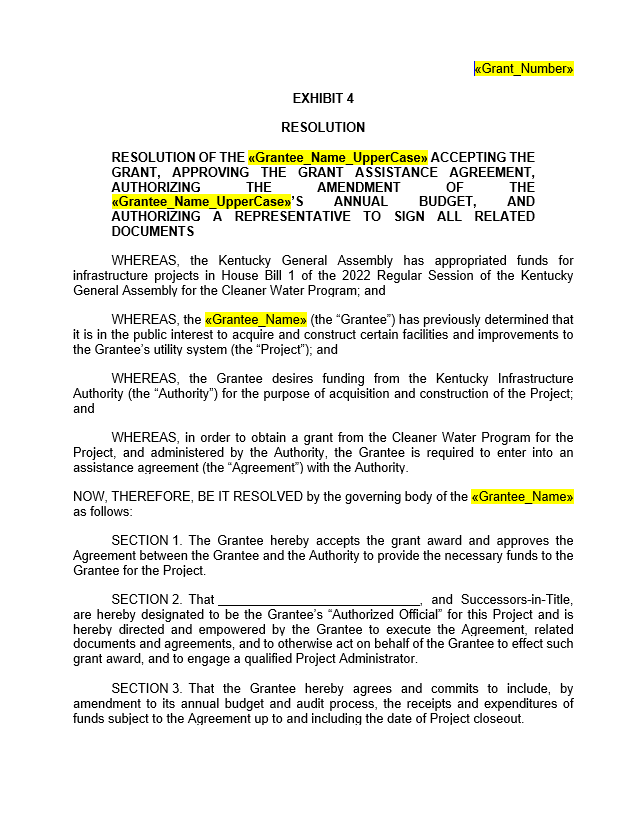 «Grant_Number»
EXHIBIT 4
RESOLUTION
RESOLUTION OF THE «Grantee_Name_UpperCase» ACCEPTING THE
GRANT, APPROVING THE GRANT ASSISTANCE AGREEMENT,
AUTHORIZING THE AMENDMENT OF THE
«Grantee_Name_UpperCase»'S ANNUAL BUDGET, AND
AUTHORIZING A REPRESENTATIVE TO SIGN ALL RELATED
DOCUMENTS
WHEREAS, the Kentucky General Assembly has appropriated funds for
infrastructure projects in House Bill 1 of the 2022 Regular Session of the Kentucky
General Assembly for the Cleaner Water Program; and
WHEREAS, the «Grantee_Name» (the “Grantee”) has previously determined that
it is in the public interest to acquire and construct certain facilities and improvements to
the Grantee's utility system (the “Project”); and
WHEREAS, the Grantee desires funding from the Kentucky Infrastructure
Authority (the “Authority”) for the purpose of acquisition and construction of the Project;
and
WHEREAS, in order to obtain a grant from the Cleaner Water Program for the
Project, and administered by the Authority, the Grantee is required to enter into an
assistance agreement (the “Agreement”) with the Authority.
NOW, THEREFORE, BE IT RESOLVED by the governing body of the «Grantee_Name»
as follows:
SECTION 1. The Grantee hereby accepts the grant award and approves the
Agreement between the Grantee and the Authority to provide the necessary funds to the
Grantee for the Project.
SECTION 2. That ______________________________, and Successors-in-Title,
are hereby designated to be the Grantee's “Authorized Official” for this Project and is
hereby directed and empowered by the Grantee to execute the Agreement, related
documents and agreements, and to otherwise act on behalf of the Grantee to effect such
grant award, and to engage a qualified Project Administrator.
SECTION 3. That the Grantee hereby agrees and commits to include, by
amendment to its annual budget and audit process, the receipts and expenditures of
funds subject to the Agreement up to and including the date of Project closeout.